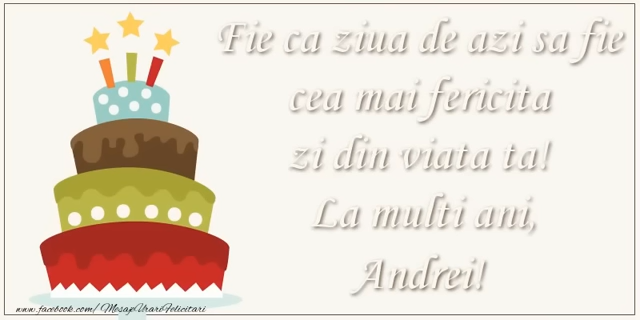 Fie ca ziua de azi sa fie
cea mai fericita
zi din viata ta!
La multi ani,
Andrei!
www.facebook.com/MesajeUrariFelicitari